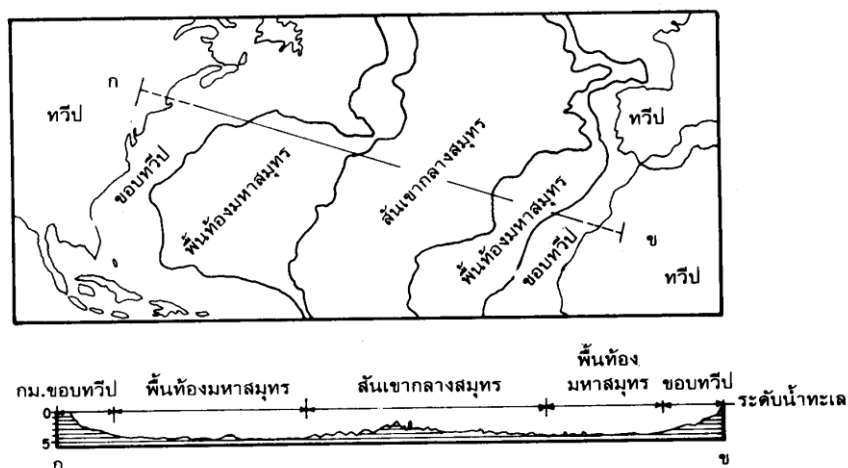 ก
ทวีป
ทวีป
ขอบทวีป
พื้นท้องมหาสมุทร
สันเขากลางสมุทร
พื้นท้องมหาสมุทร
ขอบทวีป
ข
ทวีป
พื้นท้อง
กม. ขอบทวีป พื้นท้องมหาสมุทร สันเขากลางสมุทร มหาสมุทร ขอบทวีป
0 ระดับน้ำทะเล
5
ก ข